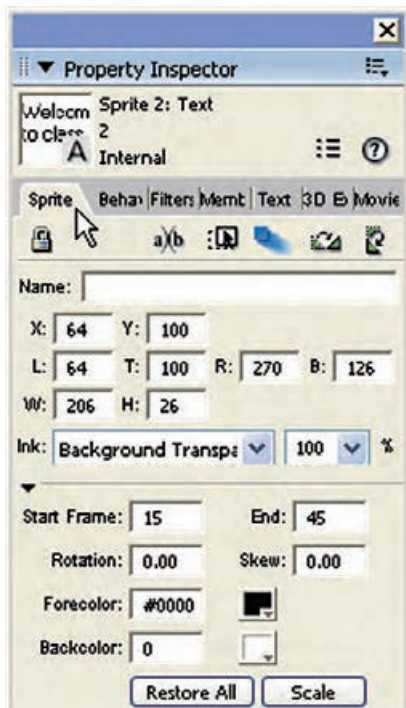 Property Inspector
Welcom
to class
Sprite 2: Text
2
Internal
Sprite Behav Filters Memb Text 3D E Movie
a)(b
Name:
X: 64 Y: 100
L: 64 T: 100 R: 270 B: 126
W: 206 H: 26
Ink: Background Transpa 100 %
Start Frame: 15 End: 45
Rotation: 0.00 Skew: 0.00
Forecolor: #0000
Backcolor: 0
Restore All Scale